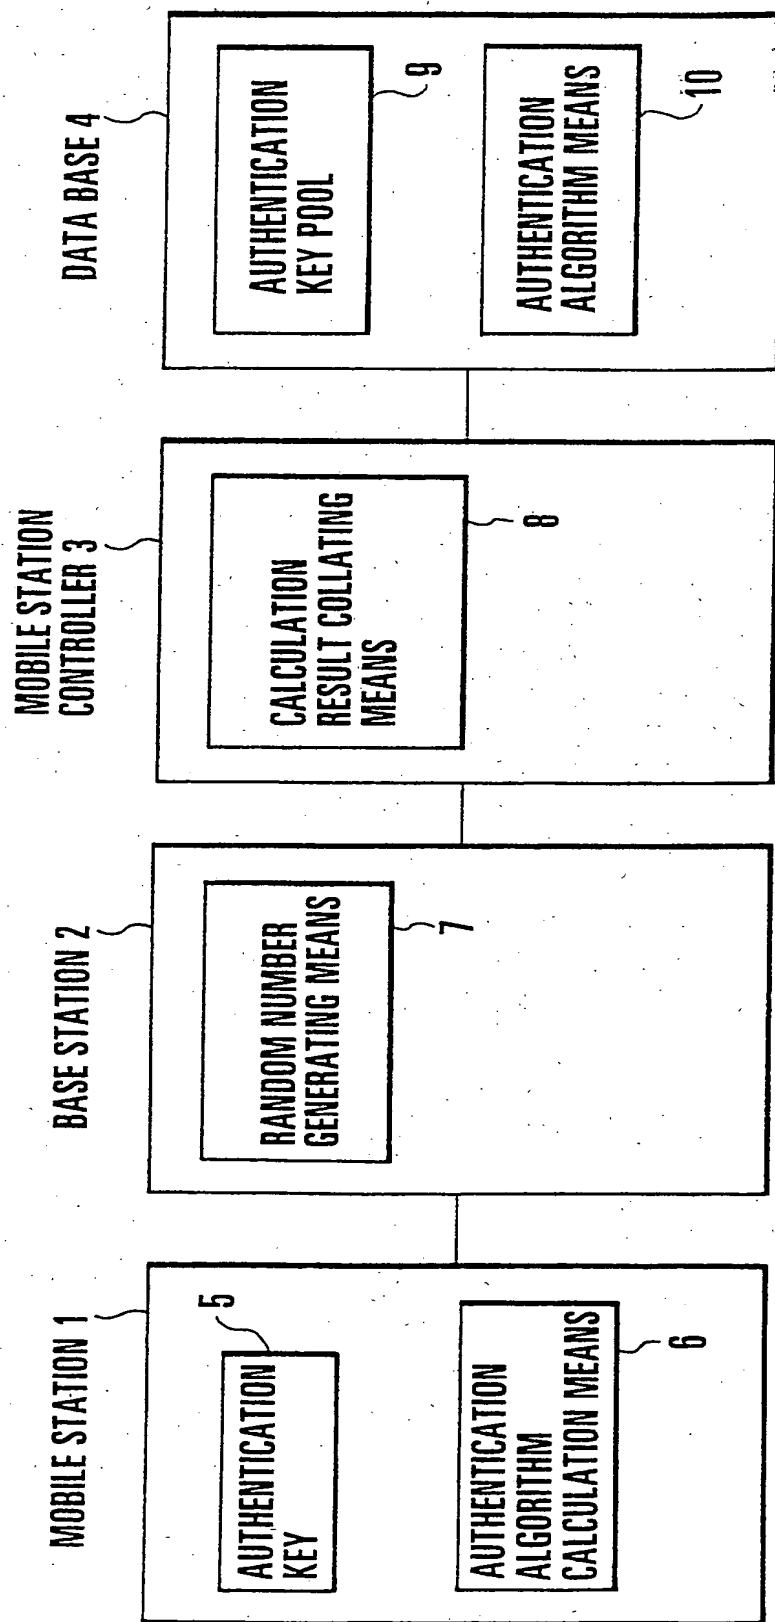 MOBILE STATION 1
AUTHENTICATION
KEY
5
AUTHENTICATION
ALGORITHM
CALCULATION MEANS
6
BASE STATION 2
RANDOM NUMBER
GENERATING MEANS
7
MOBILE STATION
CONTROLLER 3
CALCULATION
RESULT COLLATING
MEANS
8
DATA BASE 4
AUTHENTICATION
KEY POOL
9
AUTHENTICATION
ALGORITHM MEANS
10